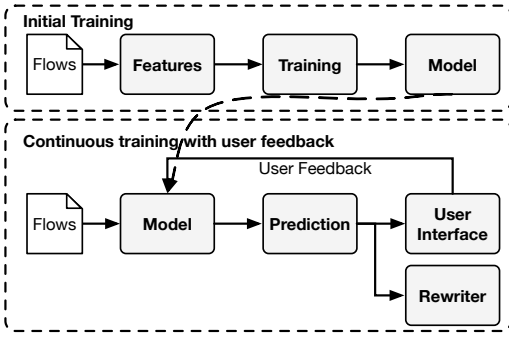 Initial Training
Flows
Features
Training
Model
Continuous training with user feedback
User Feedback
Flows
Model
Prediction
User
Interface
Rewriter